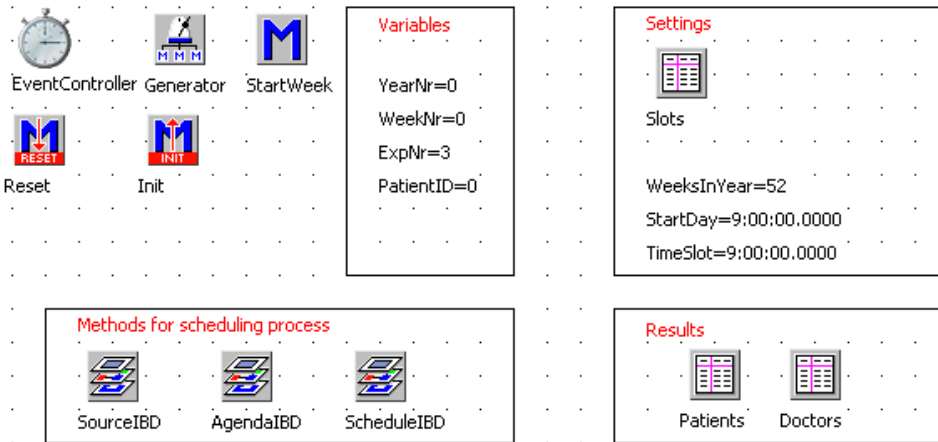 EventController Generator StartWeek
M M M
M
M
RESET
M
INIT
Reset Init
Variables
YearNr=0
WeekNr=0
ExpNr=3
PatientID=0
Settings
Slots
WeeksInYear=52
StartDay=9:00:00.0000
TimeSlot=9:00:00.0000
Methods for scheduling process
SourceIBD AgendaIBD ScheduleIBD
Results
Patients Doctors